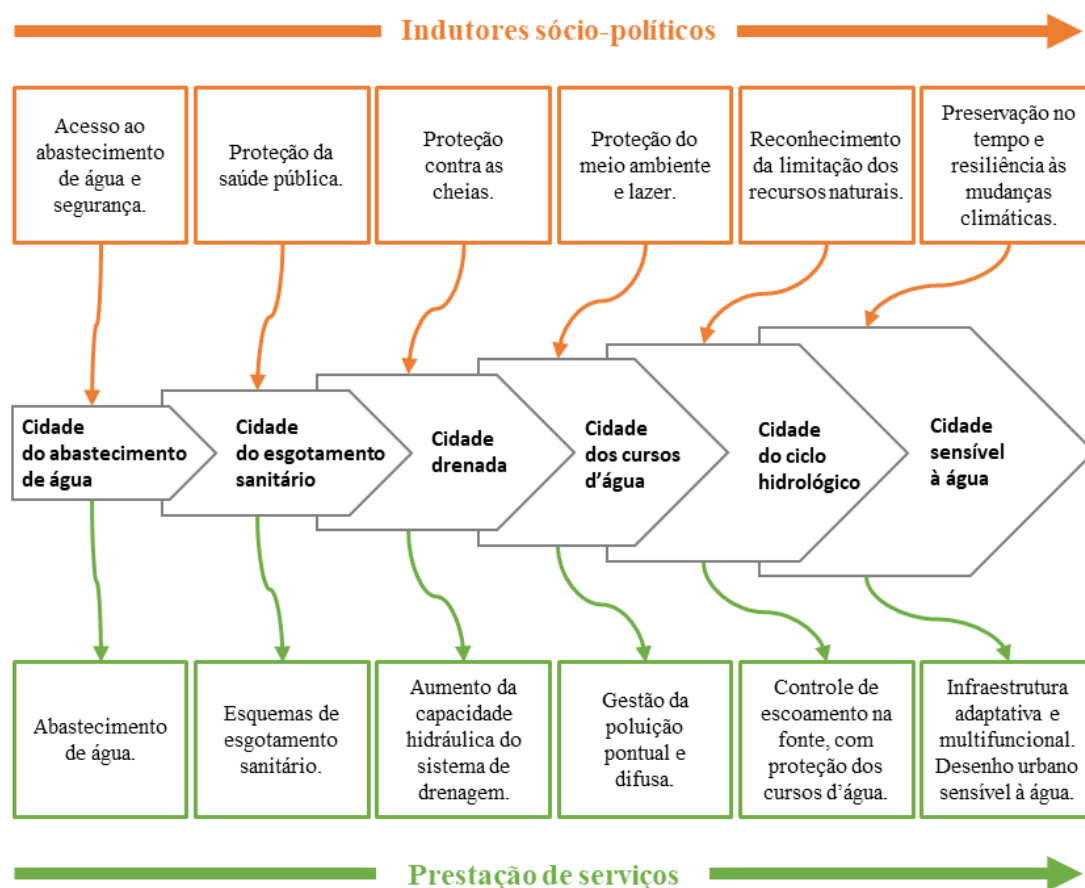 Indutores sócio-políticos
Acesso ao
abastecimento
de água e
segurança.
Proteção da
saúde pública.
Proteção
contra as
cheias.
Proteção do
meio ambiente
e lazer.
Reconhecimento
da limitação dos
recursos naturais.
Preservação no
tempo e
resiliência às
mudanças
climáticas.
Cidade
do abastecimento
de água
Cidade
do esgotamento
sanitário
Cidade
drenada
Cidade
dos cursos
d’água
Cidade
do ciclo
hidrológico
Cidade
sensível
à água
Abastecimento
de água.
Esquemas de
esgotamento
sanitário.
Aumento da
capacidade
hidráulica do
sistema de
drenagem.
Gestão da
poluição
pontual e
difusa.
Controle de
escoamento na
fonte, com
proteção dos
cursos d’água.
Infraestrutura
adaptativa e
multifuncional.
Desenho urbano
sensível à água.
Prestação de serviços